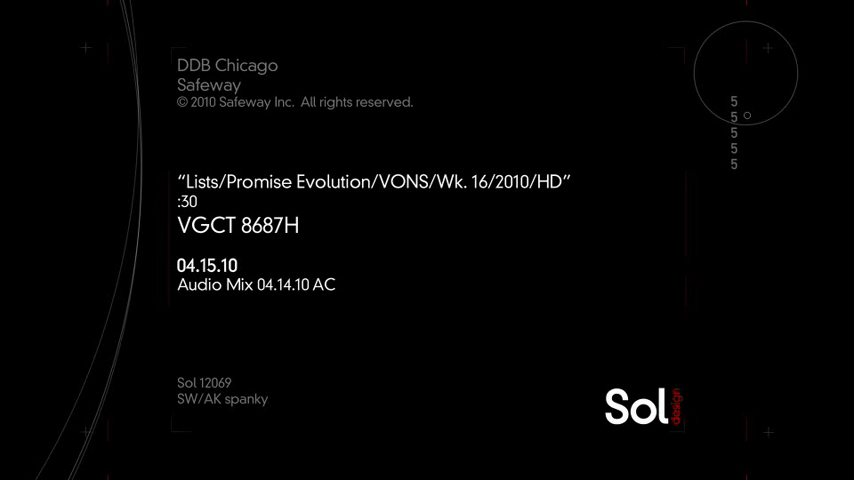 DDB Chicago
Safeway
© 2010 Safeway Inc. All rights reserved.
5
5
5
5
5
“Lists/Promise Evolution/VONS/Wk. 16/2010/HD”
:30
VGCT 8687H
04.15.10
Audio Mix 04.14.10 AC
Sol 12069
SW/AK spanky
Sol design